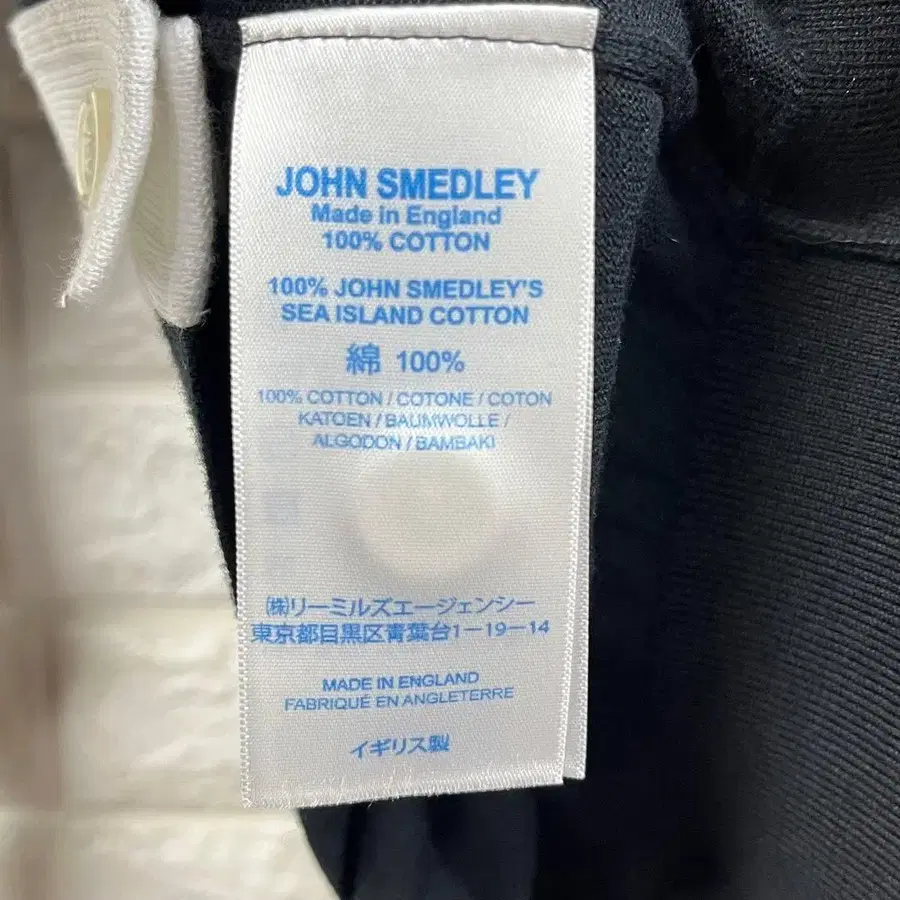 JOHN SMEDLEY
Made in England
100% COTTON
100% JOHN SMEDLEY'S
SEA ISLAND COTTON
綿 100%
100% COTTON / COTONE / COTON
KATOEN / BAUMWOLLE /
ALGODON / BAMBAKI
㈱リーミルズエージェンシー
東京都目黒区青葉台1-19-14
MADE IN ENGLAND
FABRIQUÉ EN ANGLETERRE
イギリス製